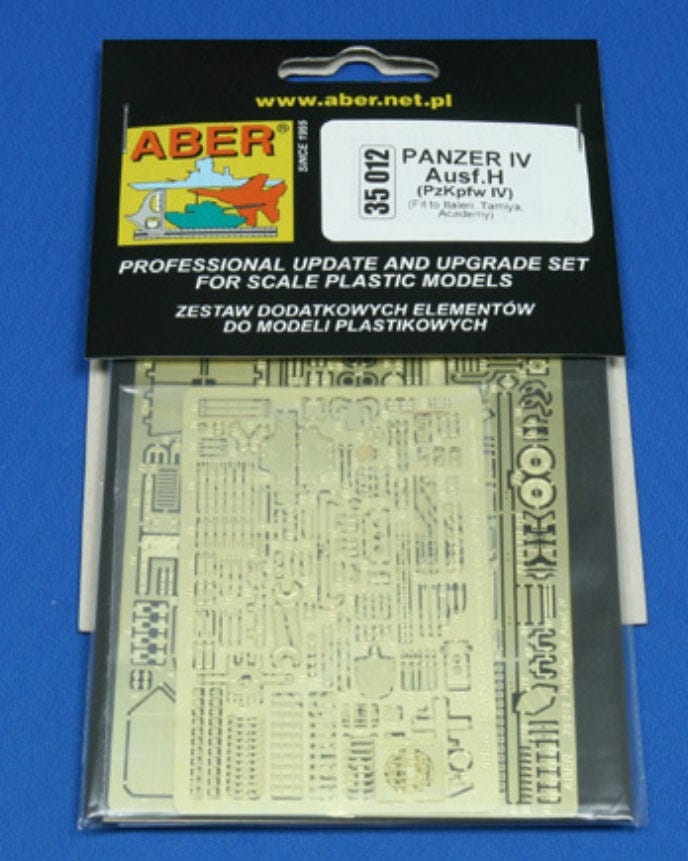 www.aber.net.pl
ABER®
SINCE 1995
35 012
PANZER IV
Ausf.H
(PzKpfw IV)
(Fit to Italeri, Tamiya,
Academy)
PROFESSIONAL UPDATE AND UPGRADE SET
FOR SCALE PLASTIC MODELS
ZESTAW DODATKOWYCH ELEMENTÓW
DO MODELI PLASTIKOWYCH
ABER